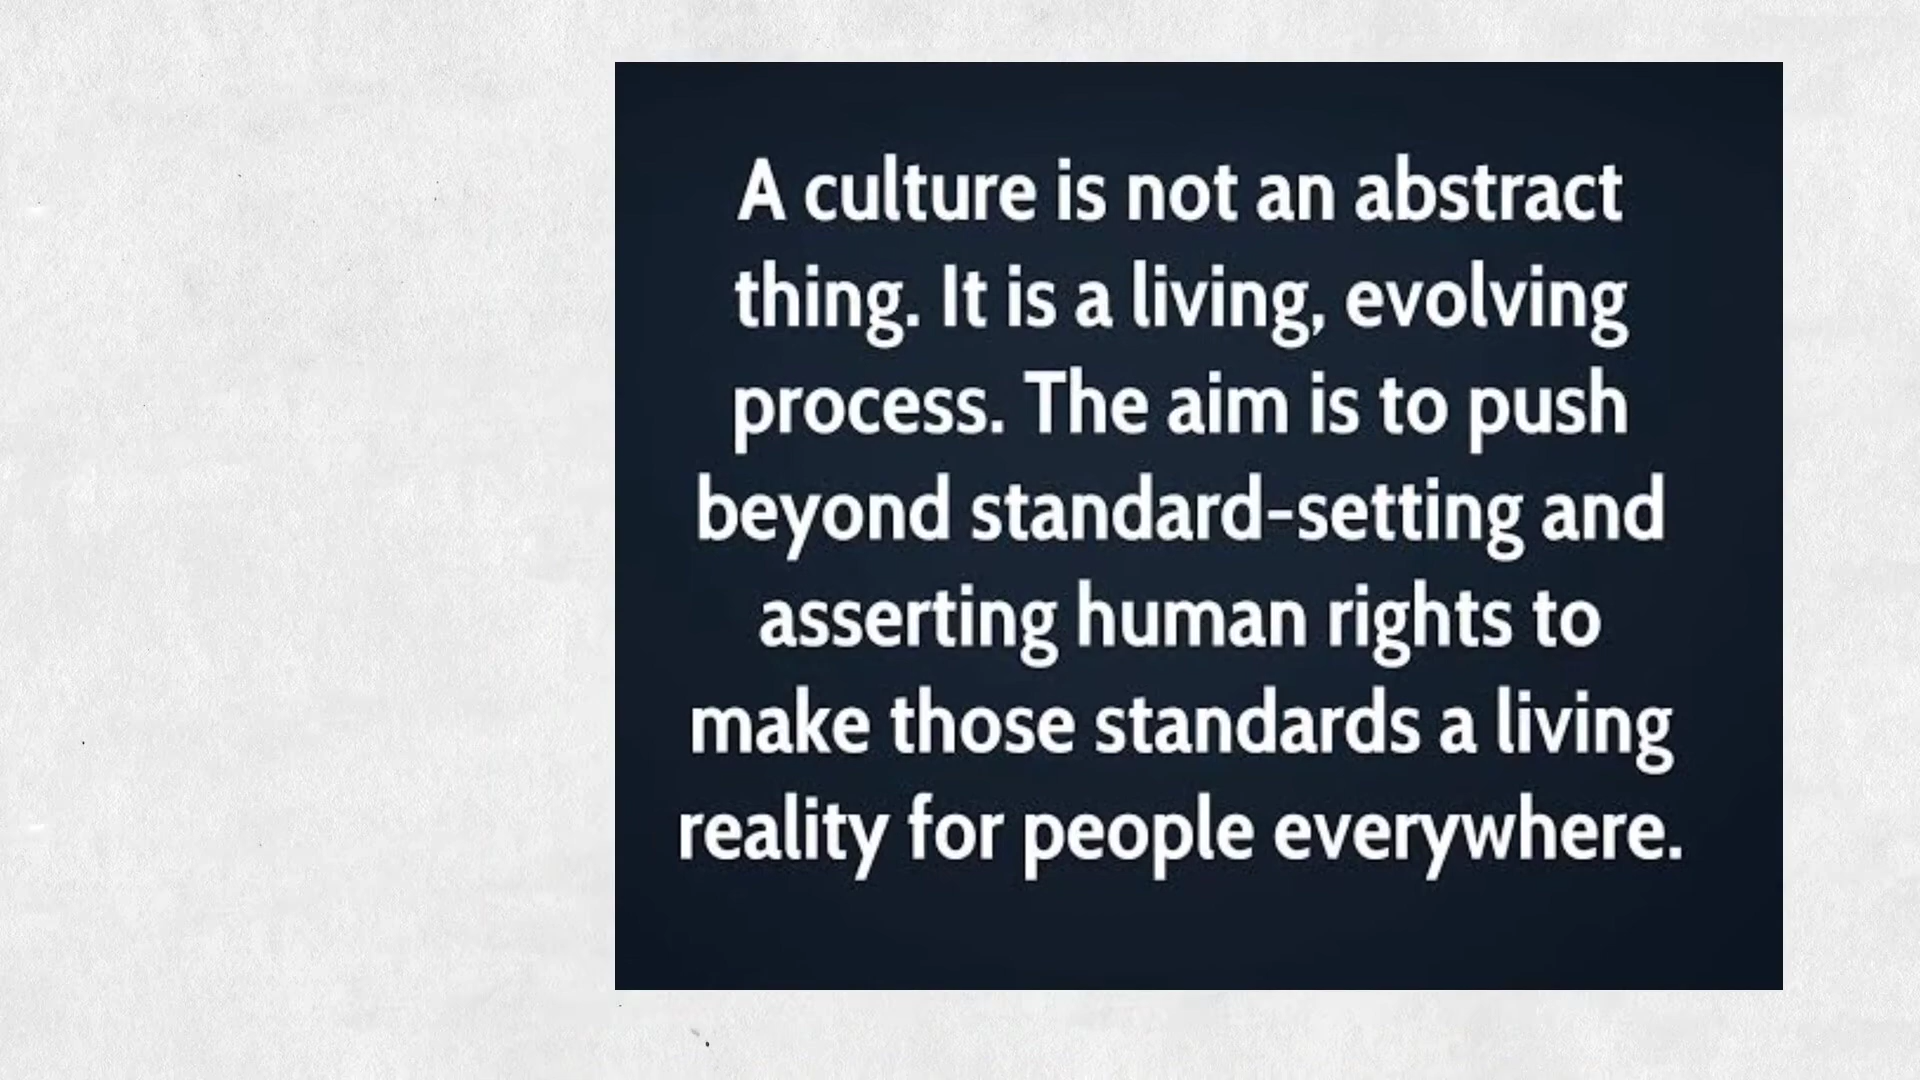 A culture is not an abstract
thing. It is a living, evolving
process. The aim is to push
beyond standard-setting and
asserting human rights to
make those standards a living
reality for people everywhere.